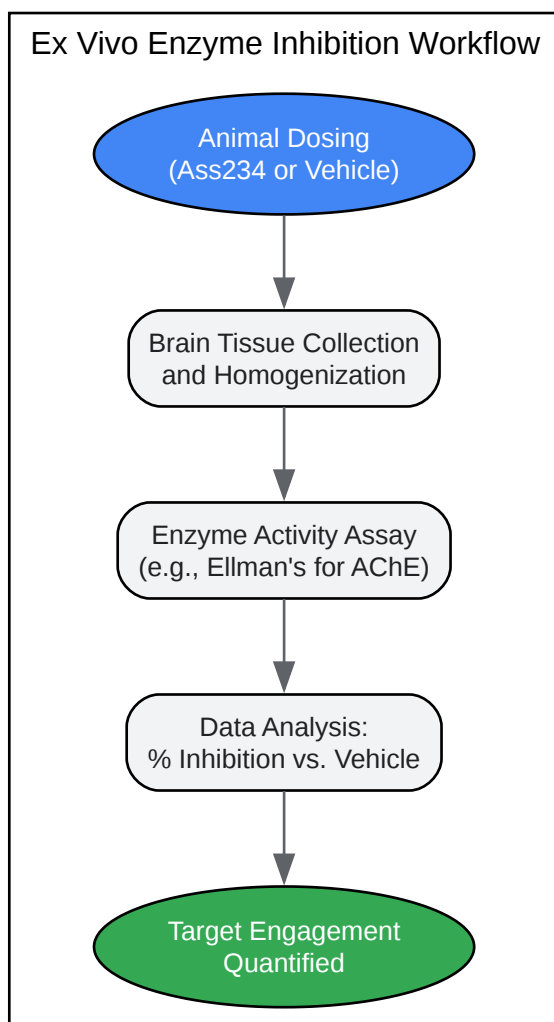 Ex Vivo Enzyme Inhibition Workflow
Animal Dosing
(Ass234 or Vehicle)
Brain Tissue Collection
and Homogenization
Enzyme Activity Assay
(e.g., Ellman's for AChE)
Data Analysis:
% Inhibition vs. Vehicle
Target Engagement
Quantified